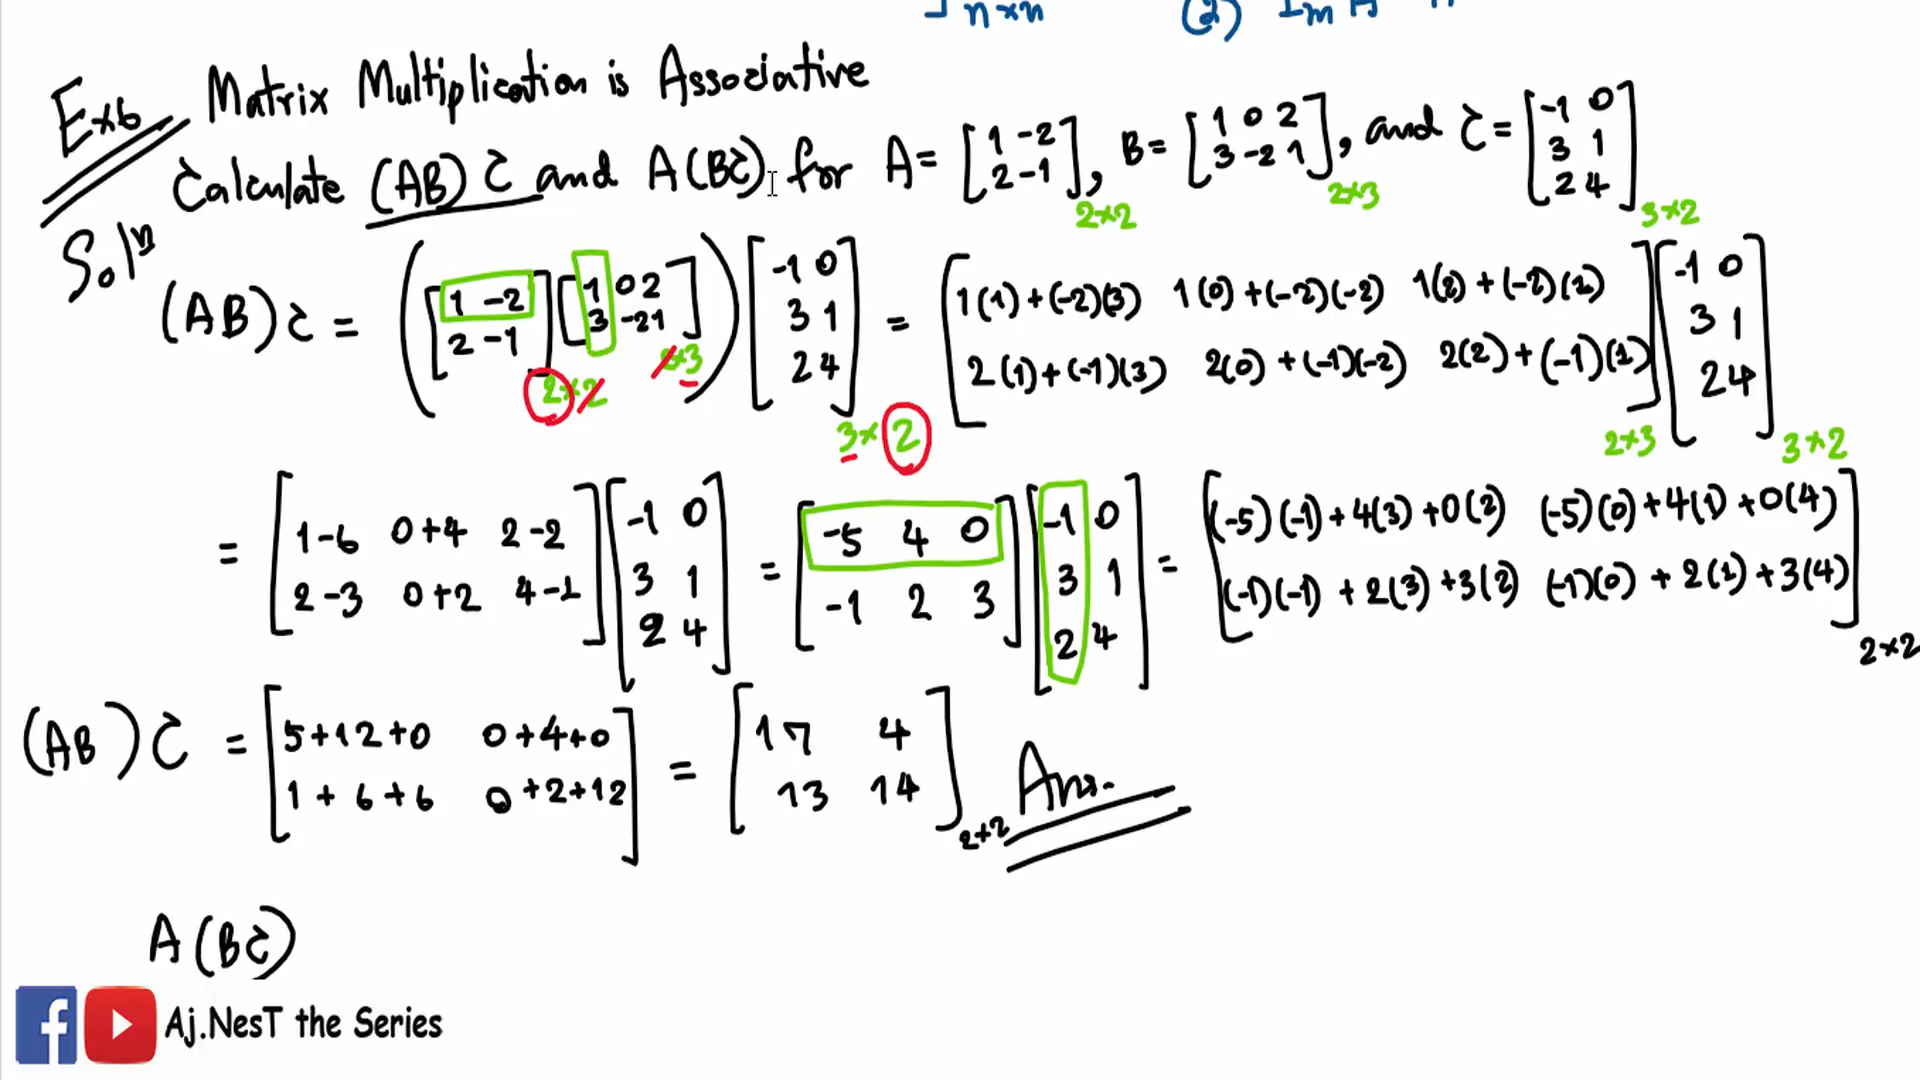 I n×n (2) Im A
Ex6 Matrix Multiplication is Associative
Calculate (AB)C and A(BC) for A = [1 -2; 2 -1] 2×2, B = [1 0 2; 3 -2 1] 2×3, and C = [-1 0; 3 1; 2 4] 3×2
Soln
(AB)C = ([1 -2; 2 -1] 2×2 [1 0 2; 3 -2 1] 2×3) [-1 0; 3 1; 2 4] 3×2 = [1(1)+(-2)(3) 1(0)+(-2)(-2) 1(2)+(-2)(1); 2(1)+(-1)(3) 2(0)+(-1)(-2) 2(2)+(-1)(1)] 2×3 [-1 0; 3 1; 2 4] 3×2
= [1-6 0+4 2-2; 2-3 0+2 4-1] [-1 0; 3 1; 2 4] = [-5 4 0; -1 2 3] [-1 0; 3 1; 2 4] = [(-5)(-1)+4(3)+0(2) (-5)(0)+4(1)+0(4); (-1)(-1)+2(3)+3(2) (-1)(0)+2(1)+3(4)] 2×2
(AB)C = [5+12+0 0+4+0; 1+6+6 0+2+12] = [17 4; 13 14] 2×2 Ans.
A(BC)
Aj.NesT the Series